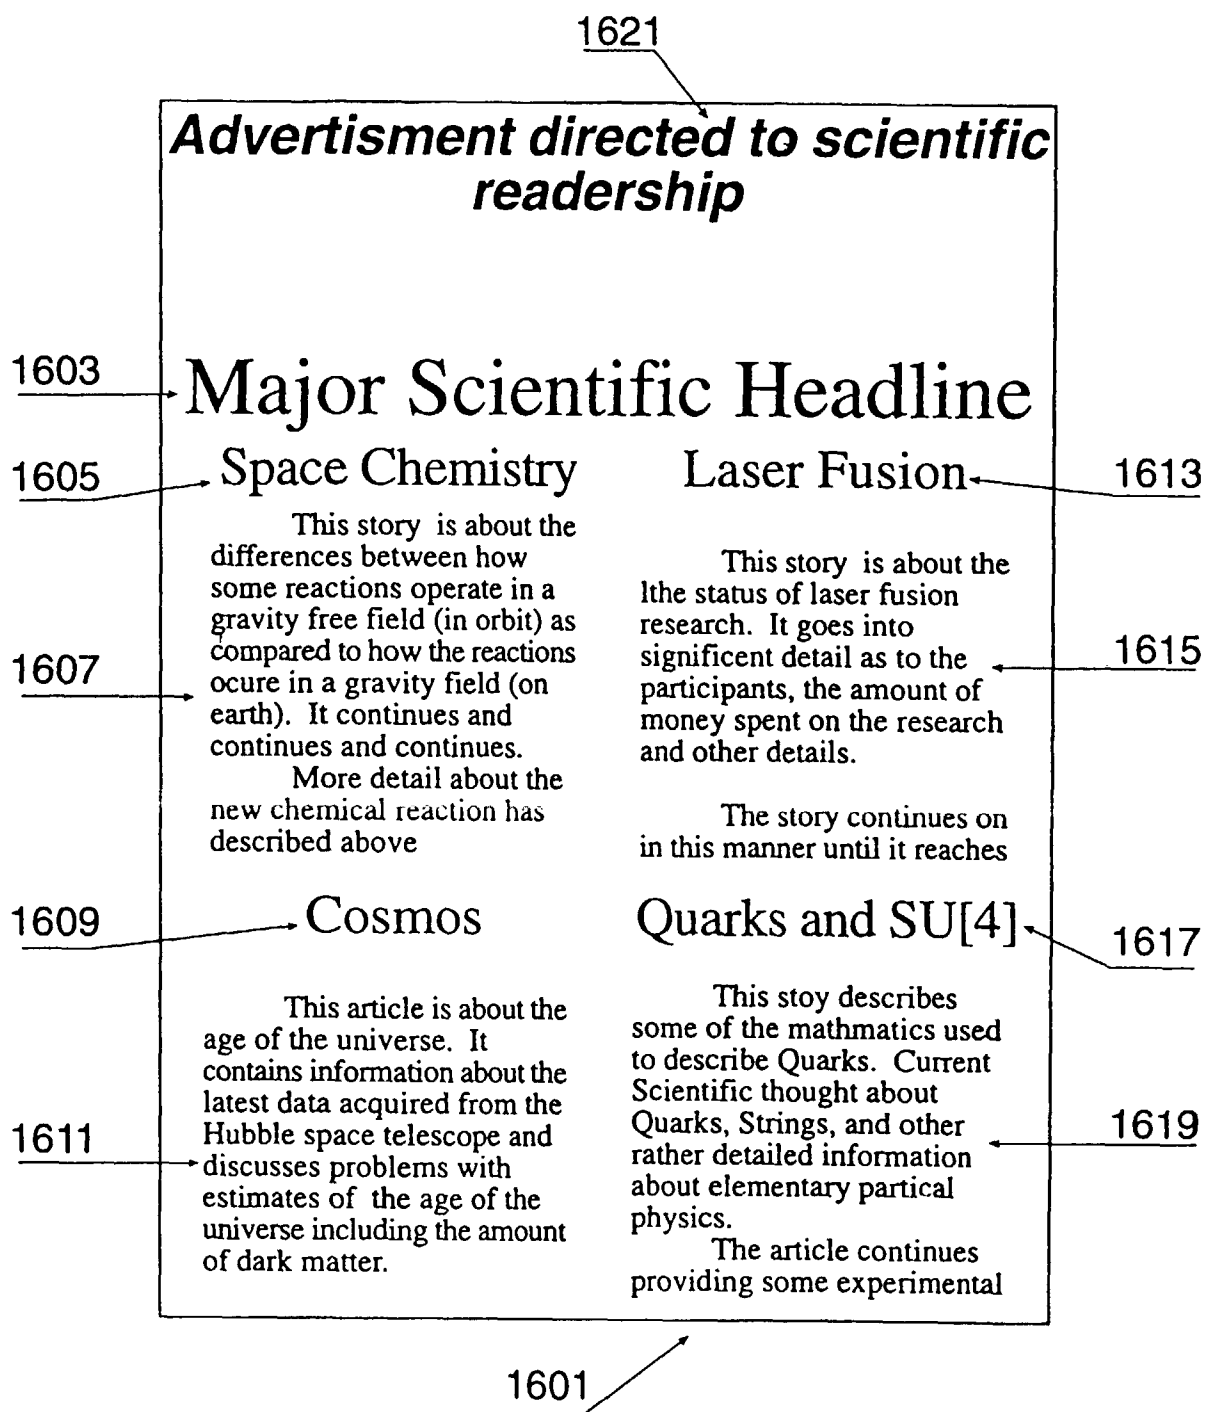 1621
Advertisment directed to scientific
readership
1603
Major Scientific Headline
1605
Space Chemistry
This story is about the
differences between how
some reactions operate in a
gravity free field (in orbit) as
compared to how the reactions
ocure in a gravity field (on
earth). It continues and
continues and continues.
More detail about the
new chemical reaction has
described above
1607
Cosmos
1609
This article is about the
age of the universe. It
contains information about the
latest data acquired from the
Hubble space telescope and
discusses problems with
estimates of the age of the
universe including the amount
of dark matter.
1611
Laser Fusion
1613
This story is about the
lthe status of laser fusion
research. It goes into
significent detail as to the
participants, the amount of
money spent on the research
and other details.
The story continues on
in this manner until it reaches
1615
Quarks and SU[4]
1617
This stoy describes
some of the mathmatics used
to describe Quarks. Current
Scientific thought about
Quarks, Strings, and other
rather detailed information
about elementary partical
physics.
The article continues
providing some experimental
1619
1601